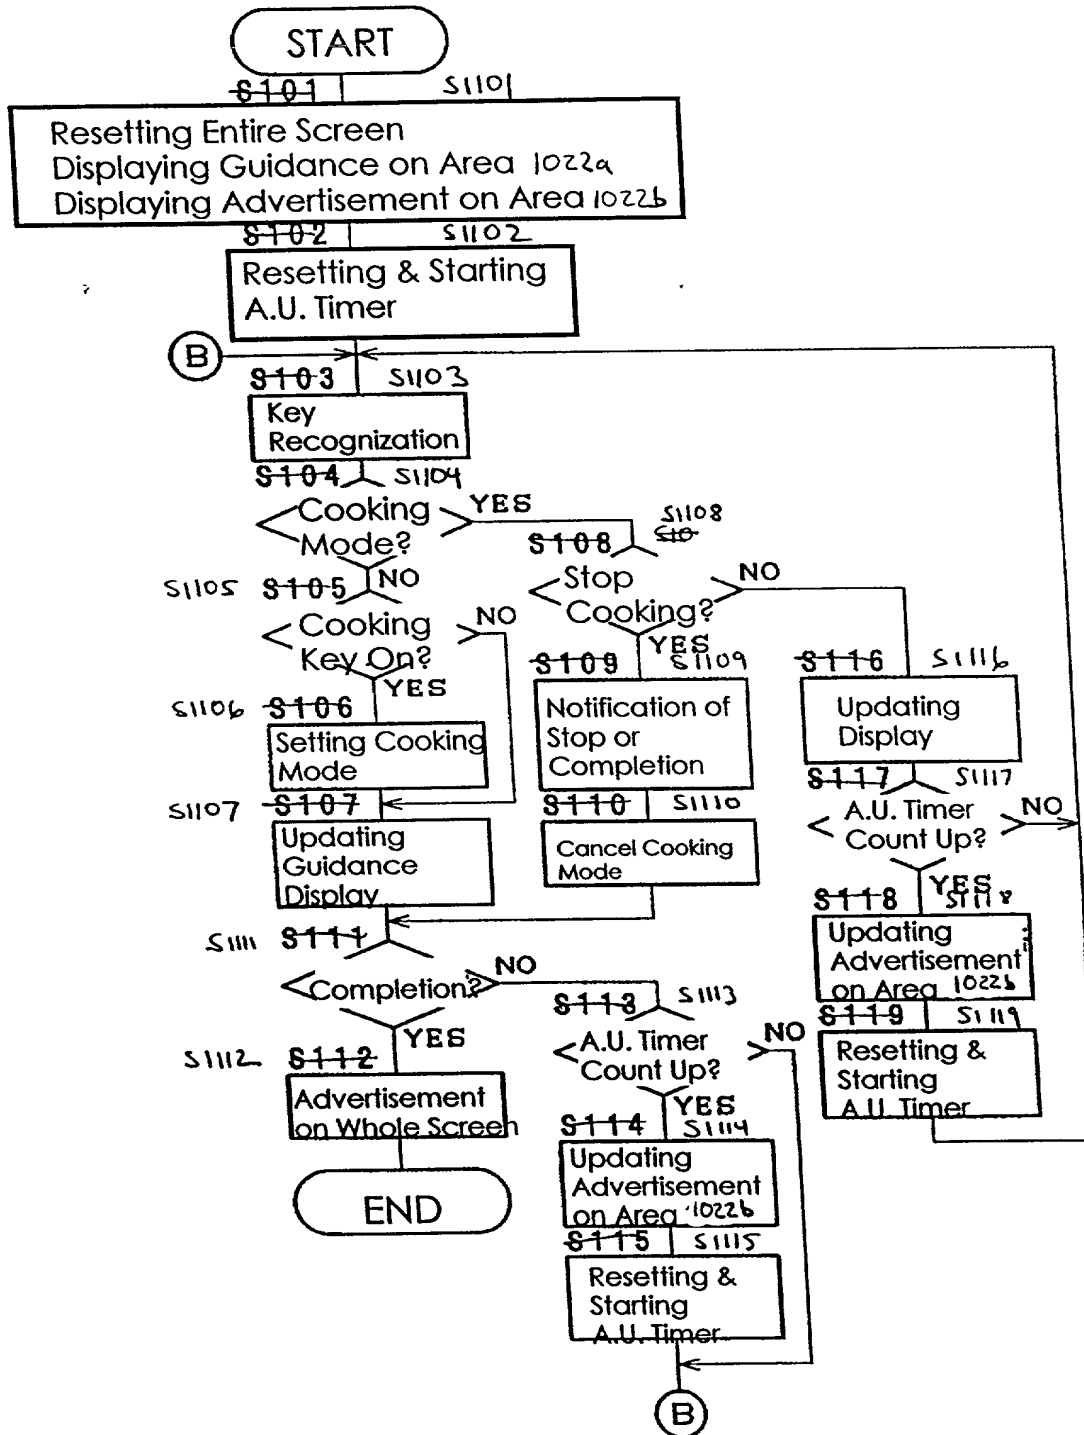 START
S101 S1101
Resetting Entire Screen
Displaying Guidance on Area 1022a
Displaying Advertisement on Area 1022b
S102 S1102
Resetting & Starting
A.U. Timer
B
S103 S1103
Key
Recognization
S104 S1104
Cooking
Mode?
YES
NO
S1105 S105
Cooking
Key On?
NO
YES
S1106 S106
Setting Cooking
Mode
S1107 S107
Updating
Guidance
Display
S1108
S10
S108
Stop
Cooking?
NO
YES
S109 S1109
Notification of
Stop or
Completion
S110 S1110
Cancel Cooking
Mode
S116 S1116
Updating
Display
S117 S1117
A.U. Timer
Count Up?
NO
YES
S118 S1118
Updating
Advertisement
on Area 1022b
S119 S1119
Resetting &
Starting
A.U. Timer
S1111 S111
Completion?
NO
YES
S1112 S112
Advertisement
on Whole Screen
END
S113 S1113
A.U. Timer
Count Up?
NO
YES
S114 S1114
Updating
Advertisement
on Area 1022b
S115 S1115
Resetting &
Starting
A.U. Timer
B